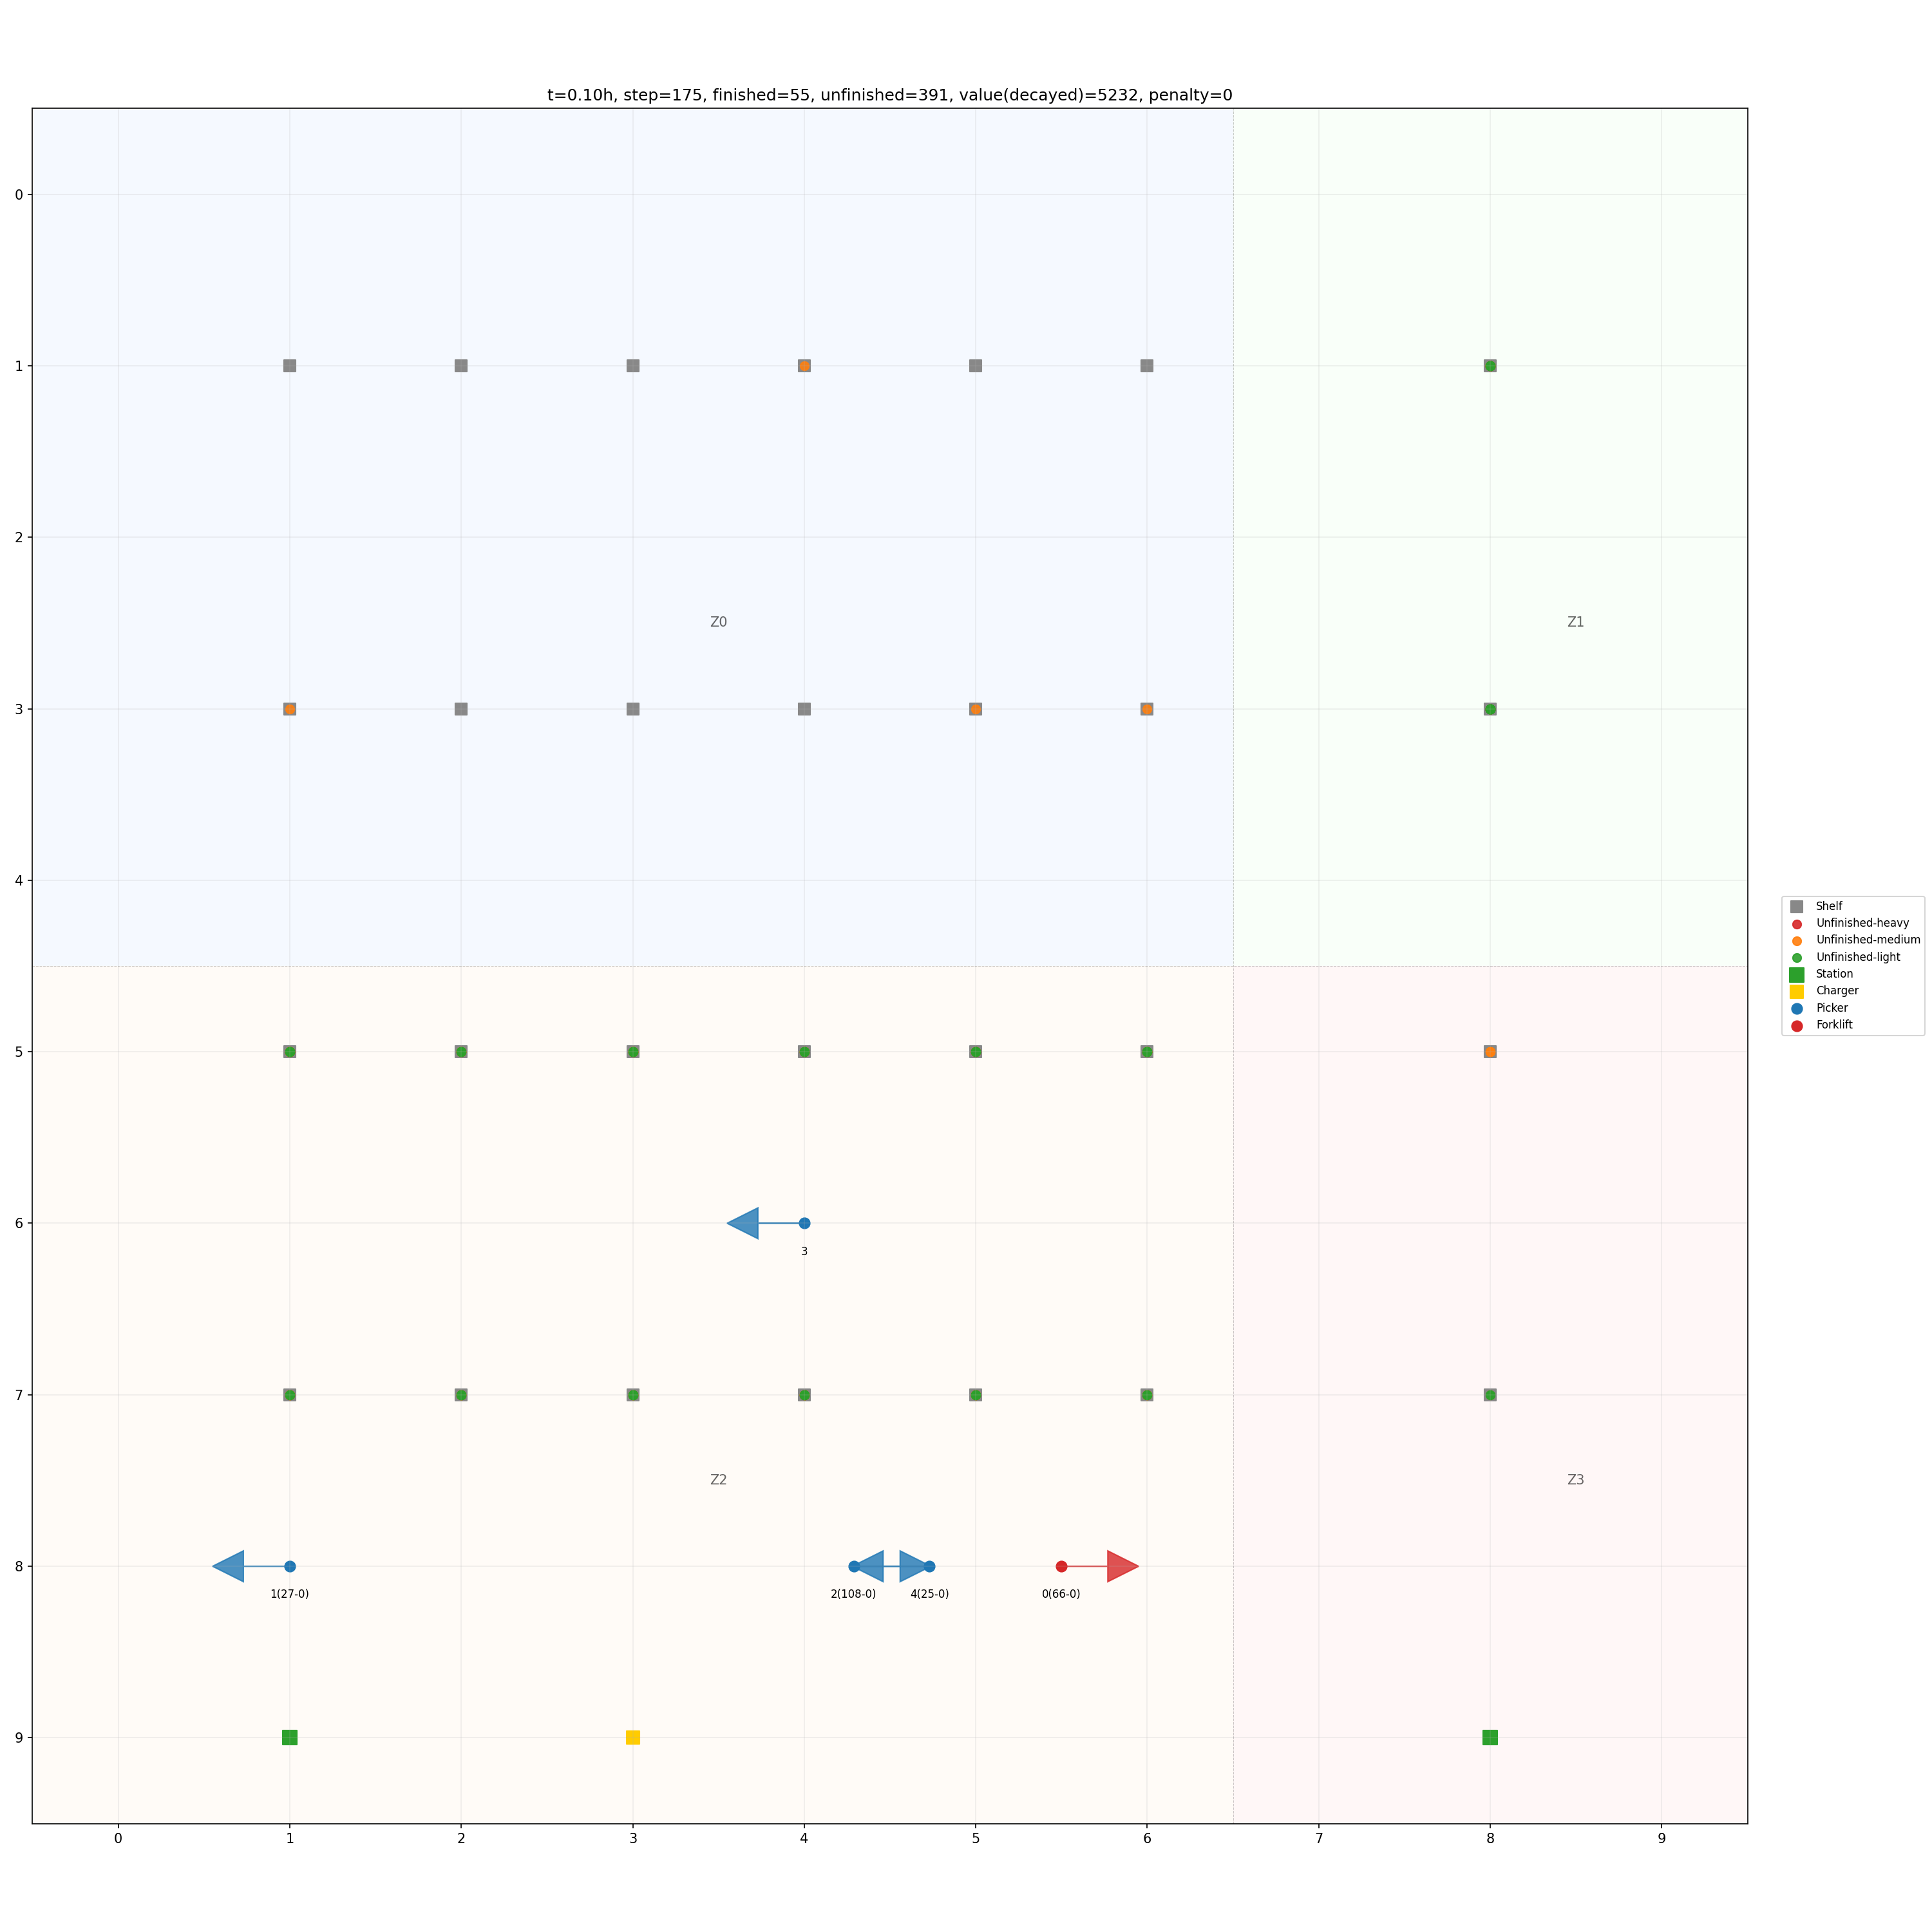 t=0.10h, step=175, finished=55, unfinished=391, value(decayed)=5232, penalty=0
0
1
2
Z0
Z1
3
4
Shelf
Unfinished-heavy
Unfinished-medium
Unfinished-light
Station
Charger
Picker
Forklift
5
6
3
7
Z2
Z3
8
1(27-0)
2(108-0)
4(25-0)
0(66-0)
9
0 1 2 3 4 5 6 7 8 9